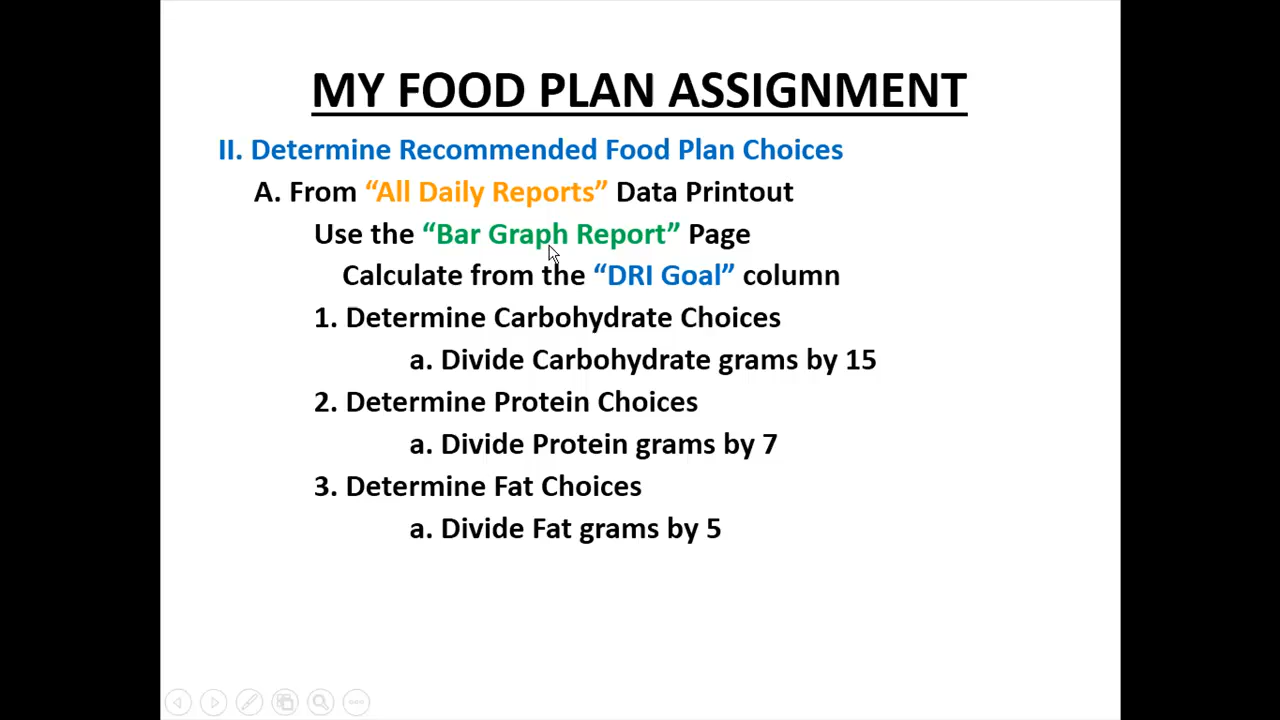 MY FOOD PLAN ASSIGNMENT
II. Determine Recommended Food Plan Choices
A. From “All Daily Reports” Data Printout
Use the “Bar Graph Report” Page
Calculate from the “DRI Goal” column
1. Determine Carbohydrate Choices
a. Divide Carbohydrate grams by 15
2. Determine Protein Choices
a. Divide Protein grams by 7
3. Determine Fat Choices
a. Divide Fat grams by 5